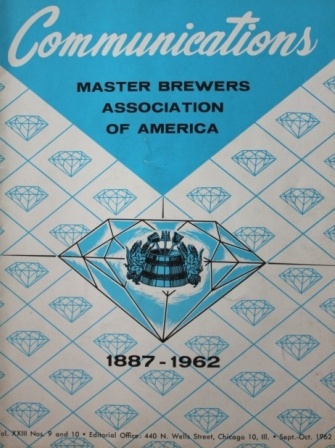 Communications
MASTER BREWERS
ASSOCIATION
OF AMERICA
1887-1962
Vol. XXIII Nos. 9 and 10 • Editorial Office: 440 N. Wells Street, Chicago 10, Ill. • Sept.-Oct. 1962